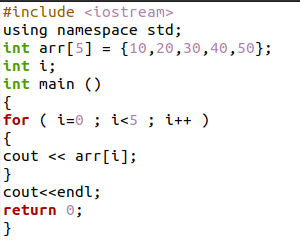 #include <iostream>
using namespace std;
int arr[5] = {10,20,30,40,50};
int i;
int main ()
{
for ( i=0 ; i<5 ; i++ )
{
cout << arr[i];
}
cout<<endl;
return 0;
}